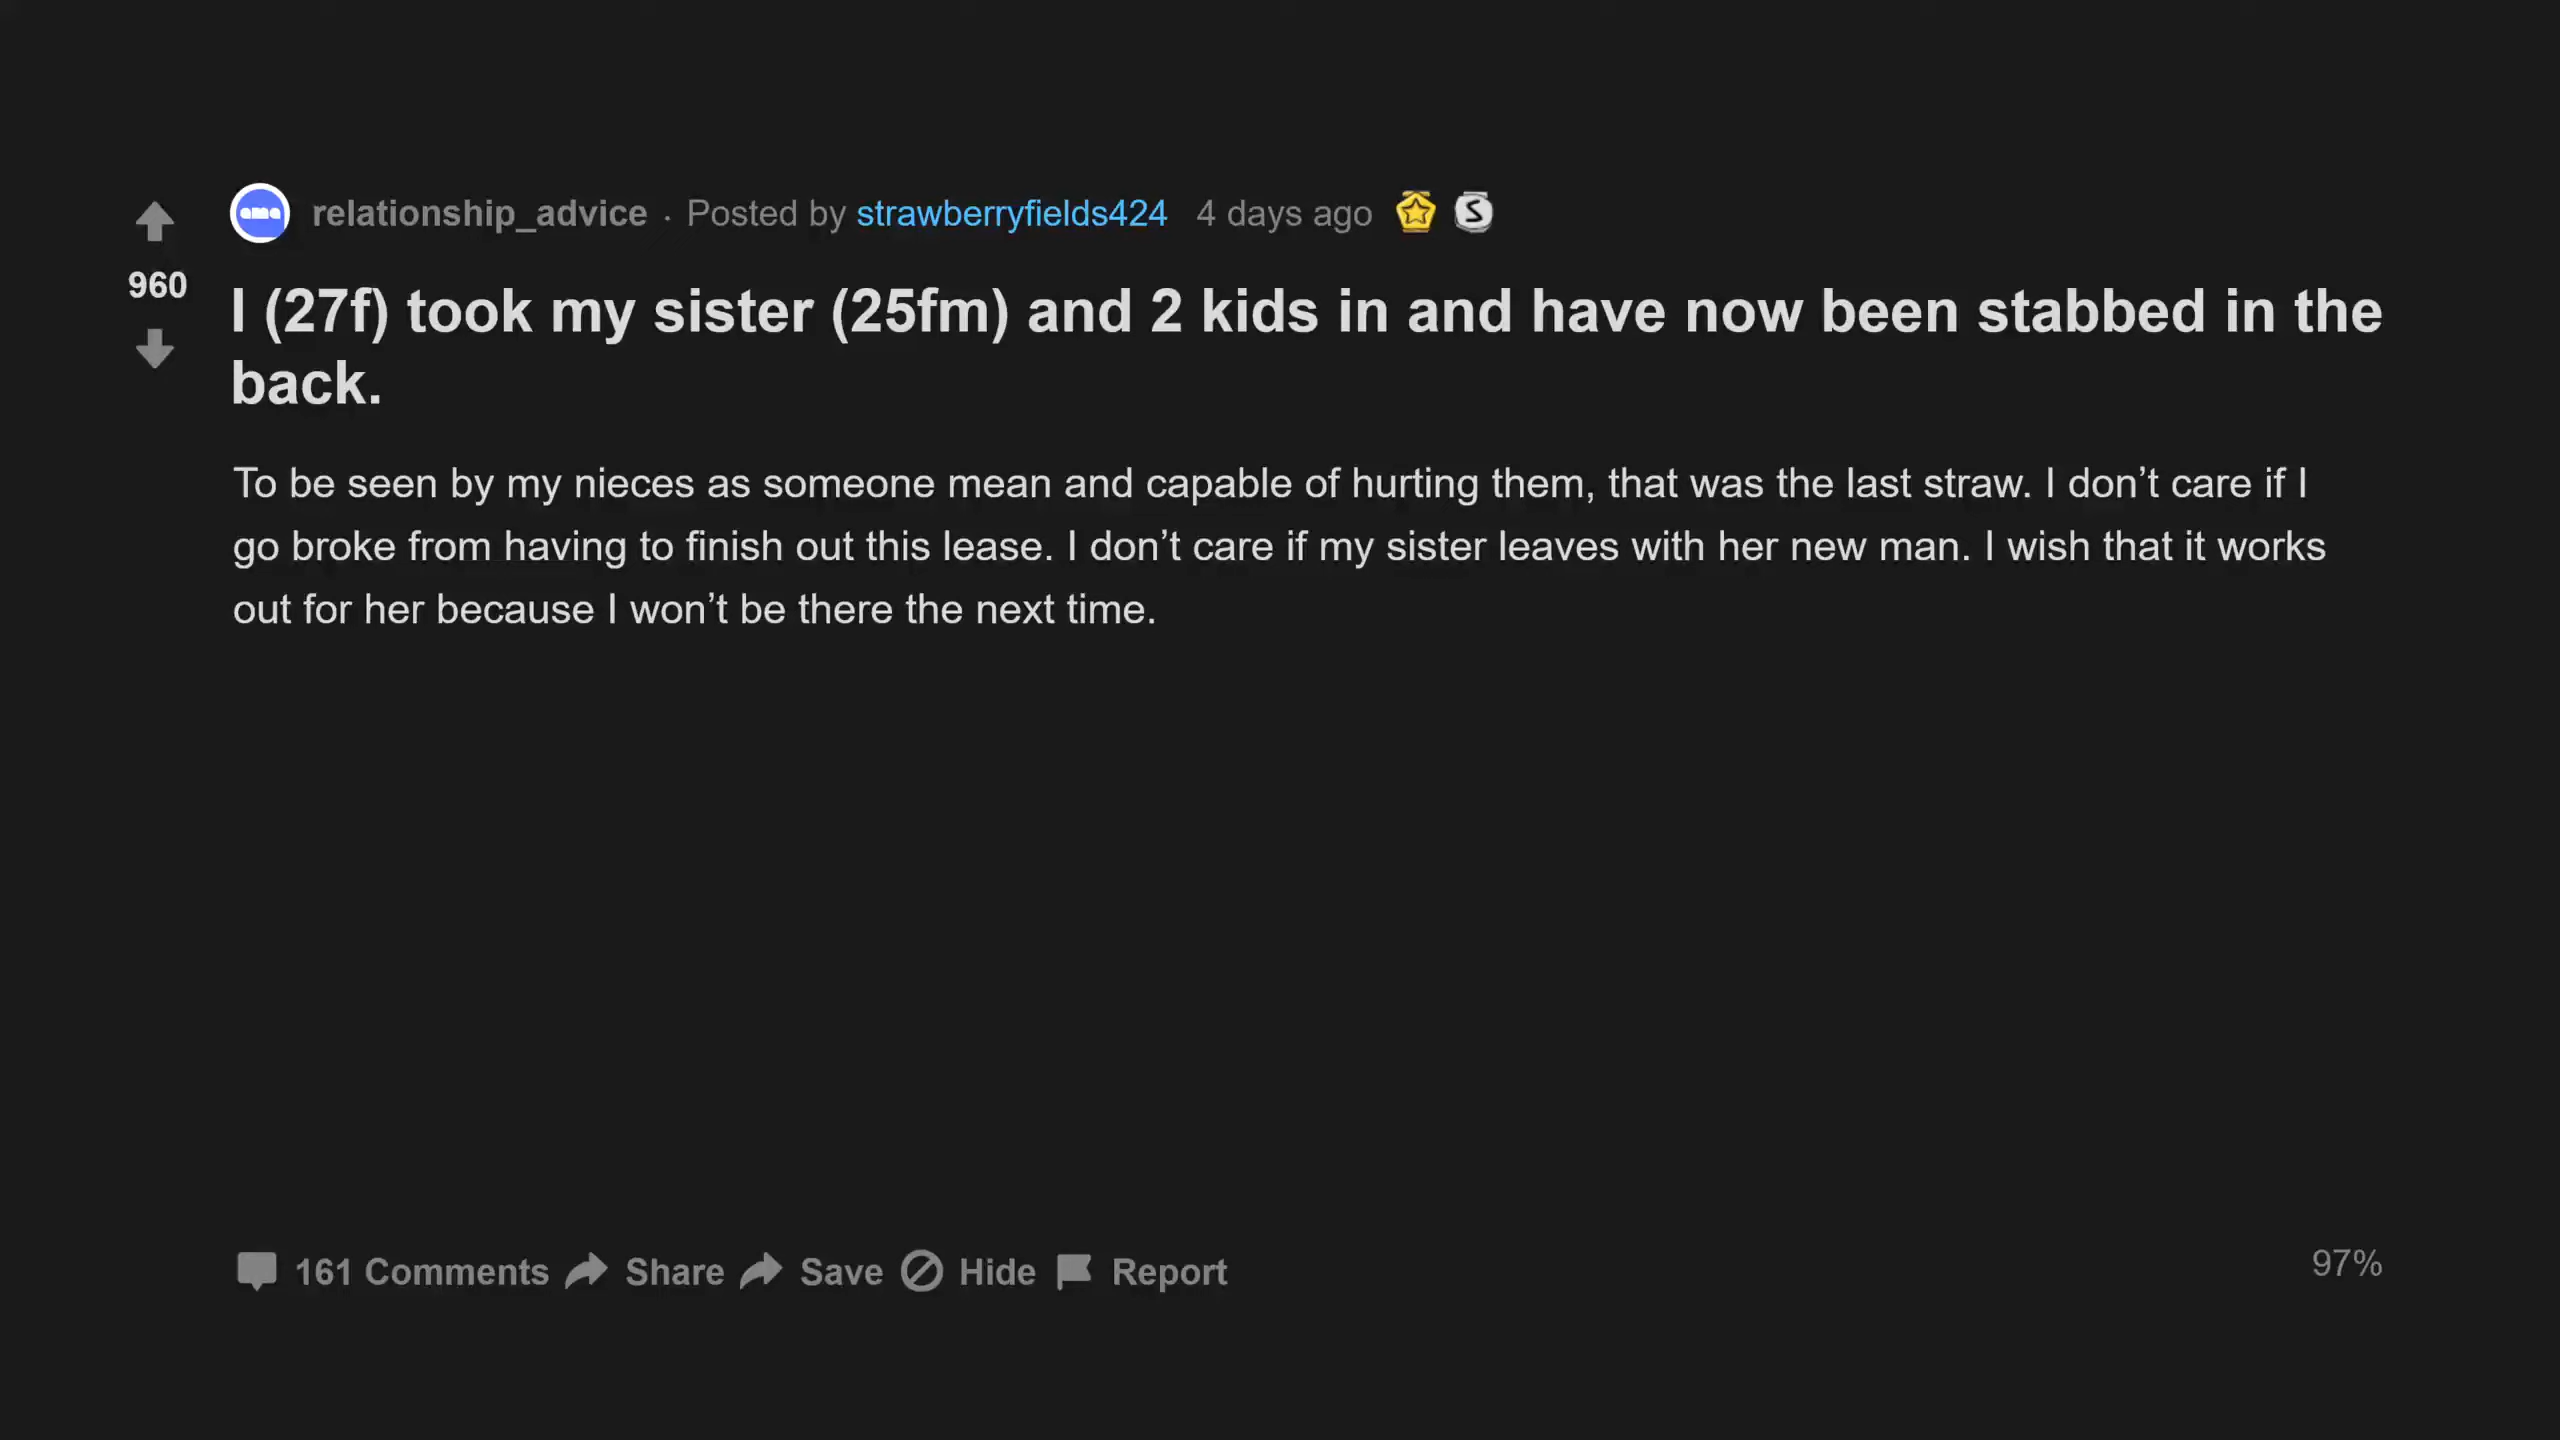 relationship_advice · Posted by strawberryfields424 4 days ago
960
I (27f) took my sister (25fm) and 2 kids in and have now been stabbed in the
back.
To be seen by my nieces as someone mean and capable of hurting them, that was the last straw. I don’t care if I
go broke from having to finish out this lease. I don’t care if my sister leaves with her new man. I wish that it works
out for her because I won’t be there the next time.
161 Comments Share Save Hide Report
97%